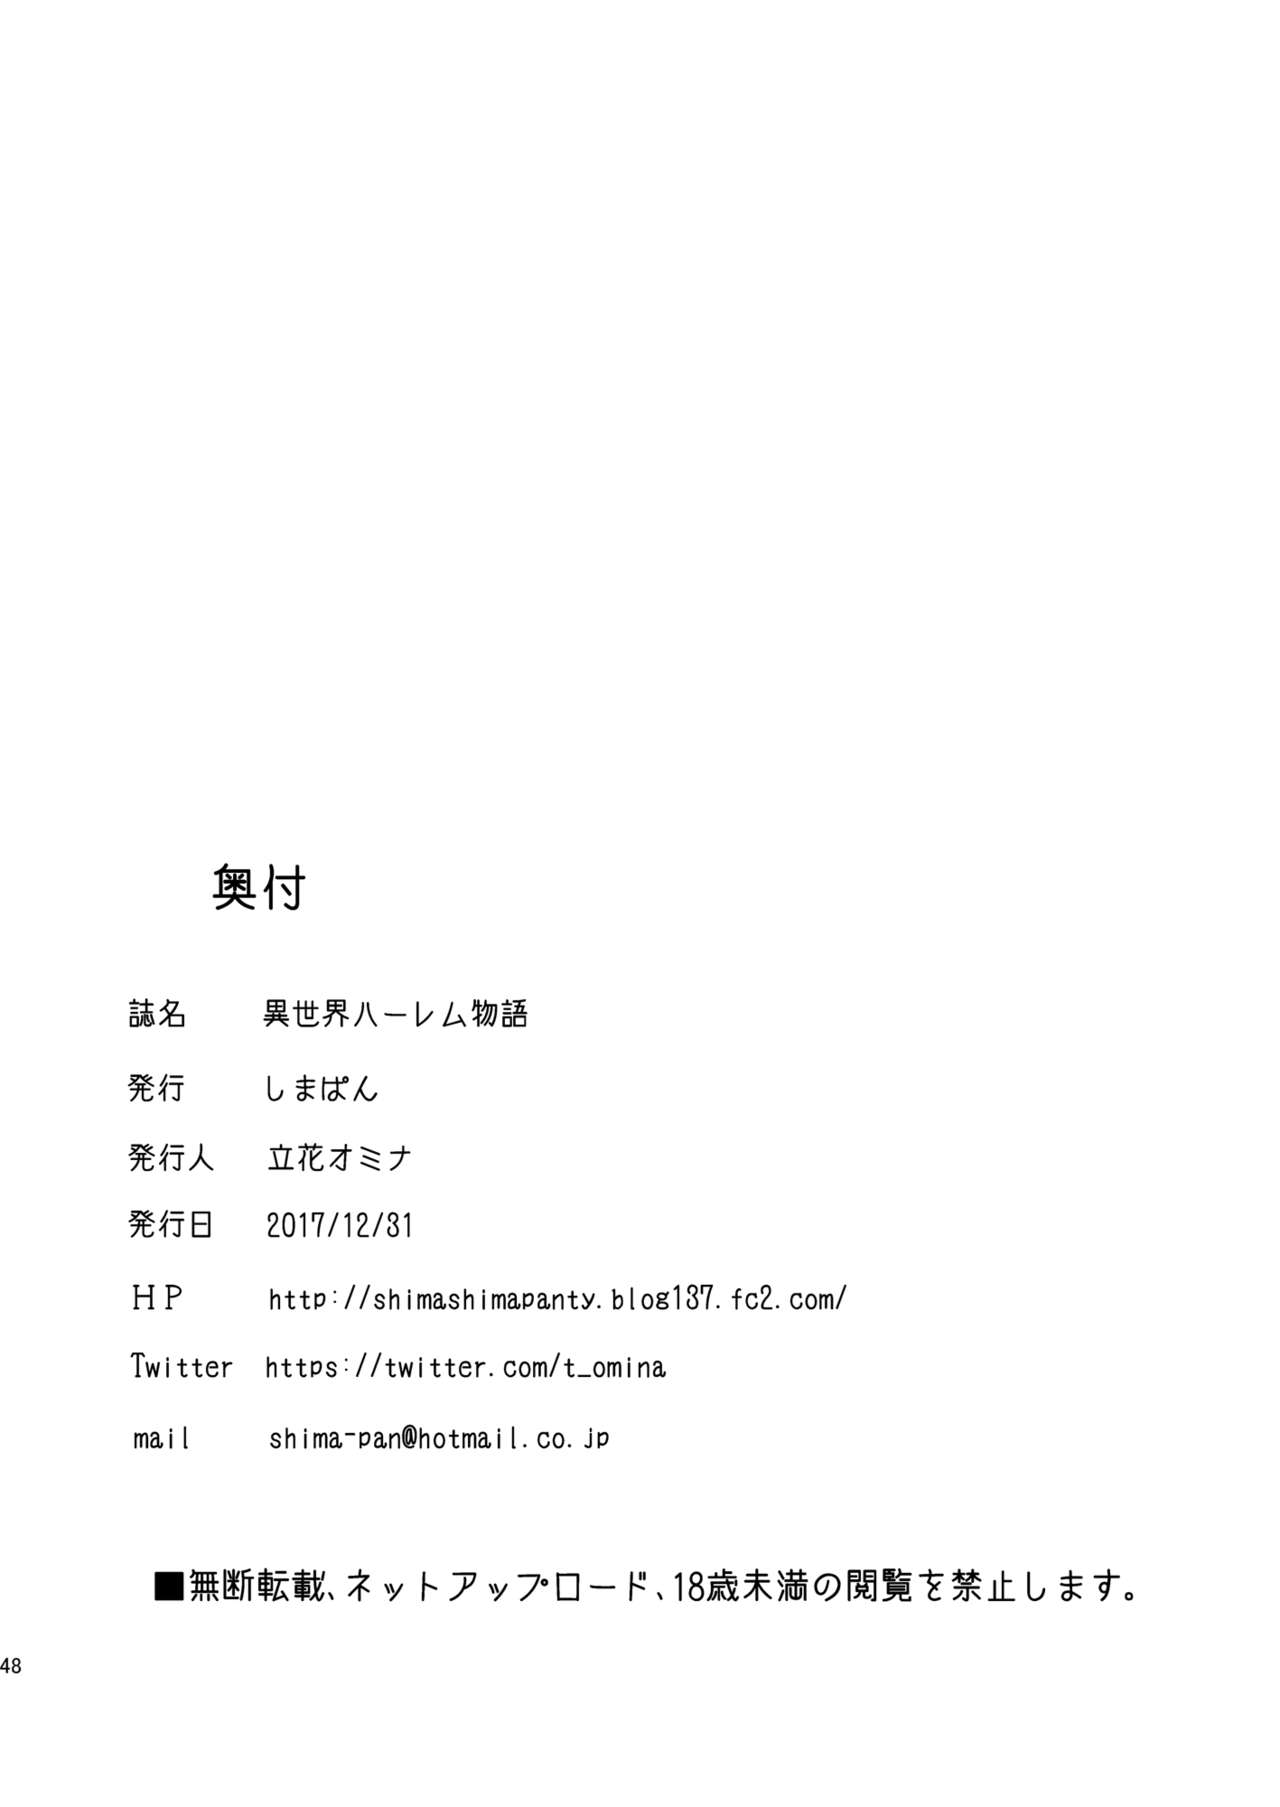 奥付
誌名 異世界ハーレム物語
発行 しまぱん
発行人 立花オミナ
発行日 2017/12/31
ＨＰ http://shimashimapanty.blog137.fc2.com/
Twitter https://twitter.com/t_omina
mail shima-pan@hotmail.co.jp
■無断転載、ネットアップロード、18歳未満の閲覧を禁止します。
48